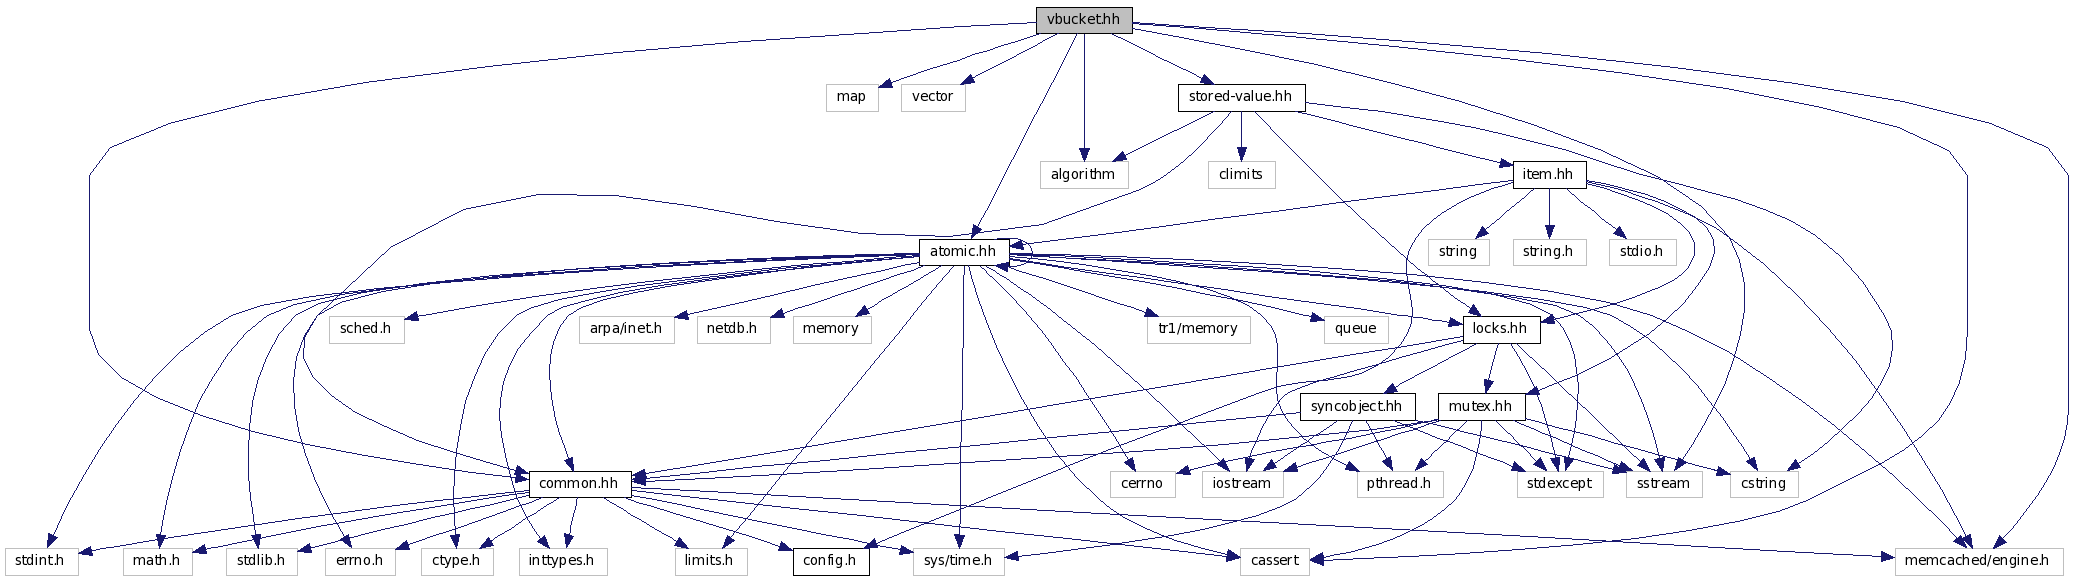 vbucket.hh
map
vector
stored-value.hh
algorithm
climits
item.hh
atomic.hh
string
string.h
stdio.h
sched.h
arpa/inet.h
netdb.h
memory
tr1/memory
queue
locks.hh
syncobject.hh
mutex.hh
common.hh
cerrno
iostream
pthread.h
stdexcept
sstream
cstring
stdint.h
math.h
stdlib.h
errno.h
ctype.h
inttypes.h
limits.h
config.h
sys/time.h
cassert
memcached/engine.h